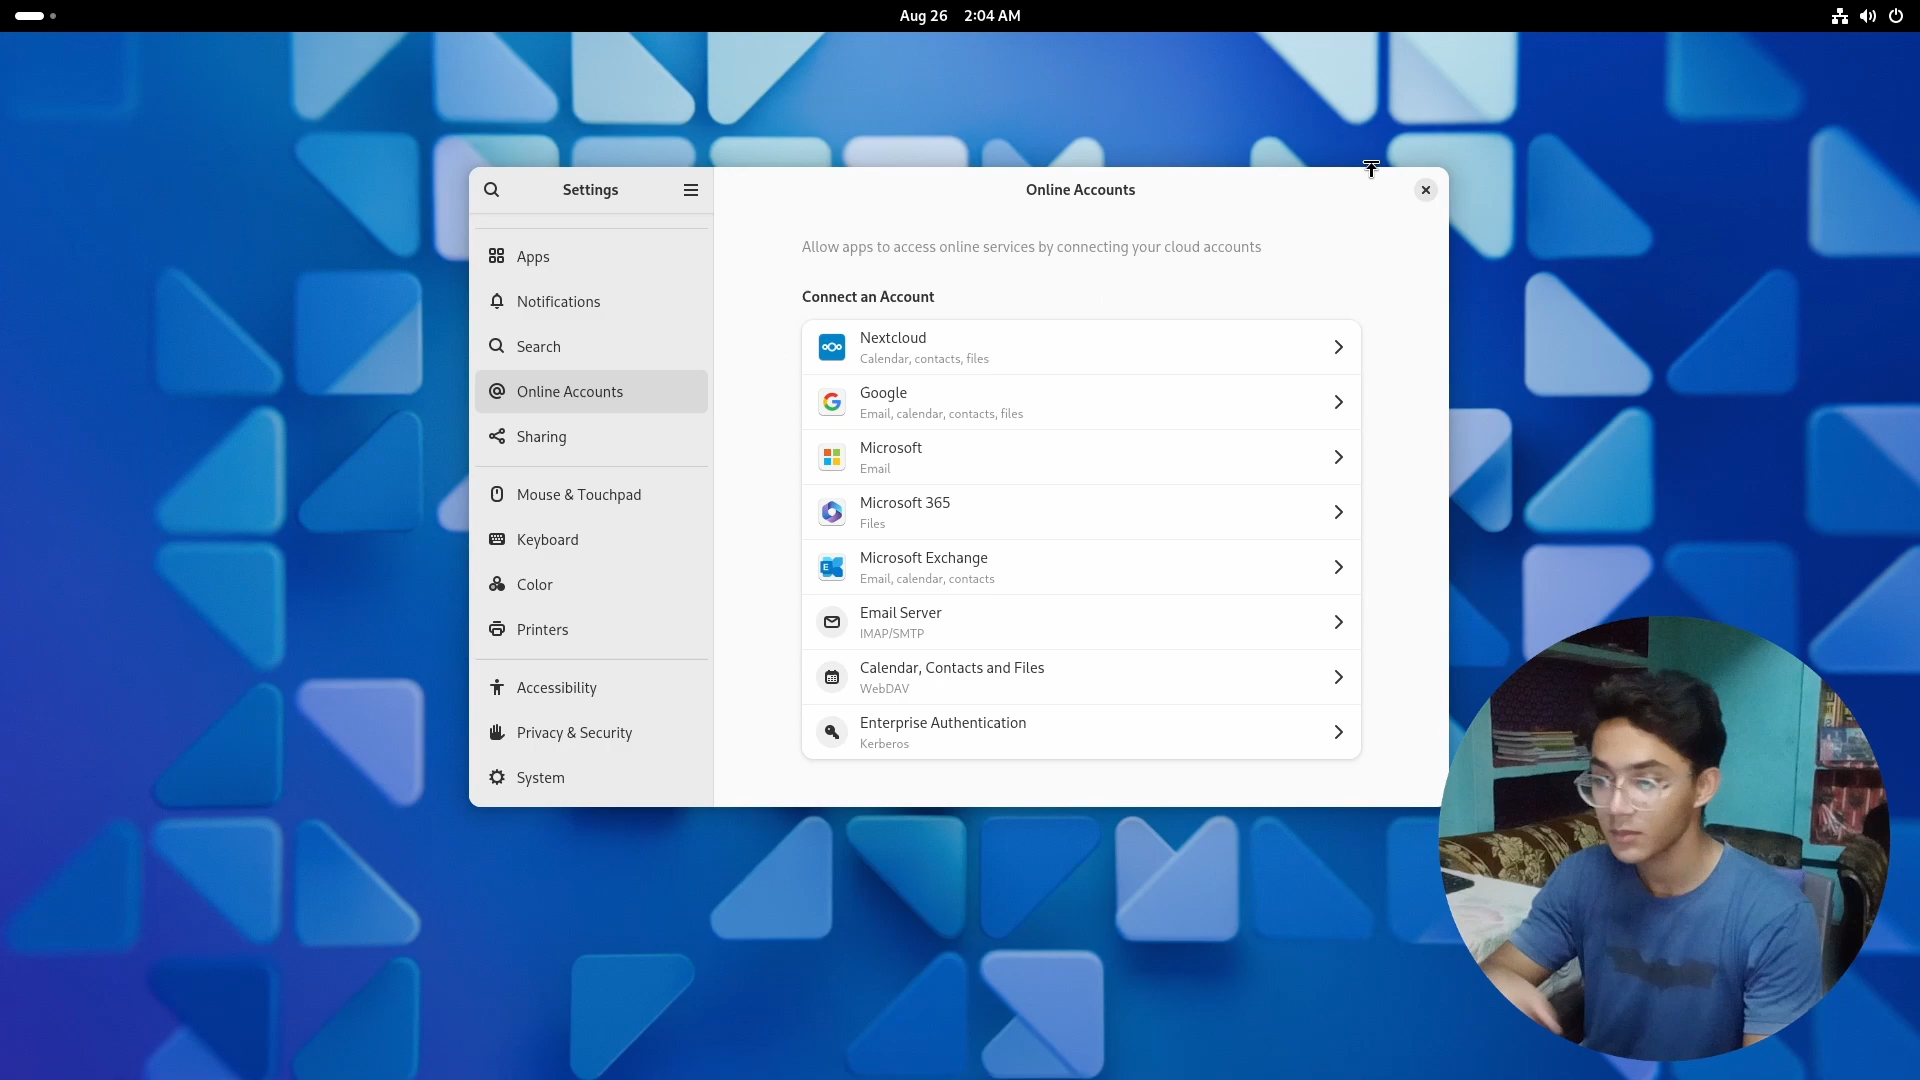 Aug 26 2:04 AM
Settings
Apps
Notifications
Search
Online Accounts
Sharing
Mouse & Touchpad
Keyboard
Color
Printers
Accessibility
Privacy & Security
System
Online Accounts
Allow apps to access online services by connecting your cloud accounts
Connect an Account
Nextcloud
Calendar, contacts, files
Google
Email, calendar, contacts, files
Microsoft
Email
Microsoft 365
Files
Microsoft Exchange
Email, calendar, contacts
Email Server
IMAP/SMTP
Calendar, Contacts and Files
WebDAV
Enterprise Authentication
Kerberos